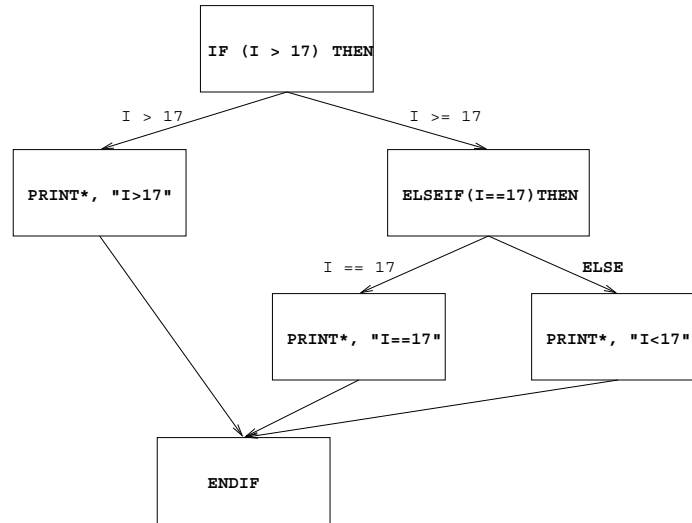 IF (I > 17) THEN
I > 17
I >= 17
PRINT*, "I>17"
ELSEIF(I==17)THEN
I == 17
ELSE
PRINT*, "I==17"
PRINT*, "I<17"
ENDIF